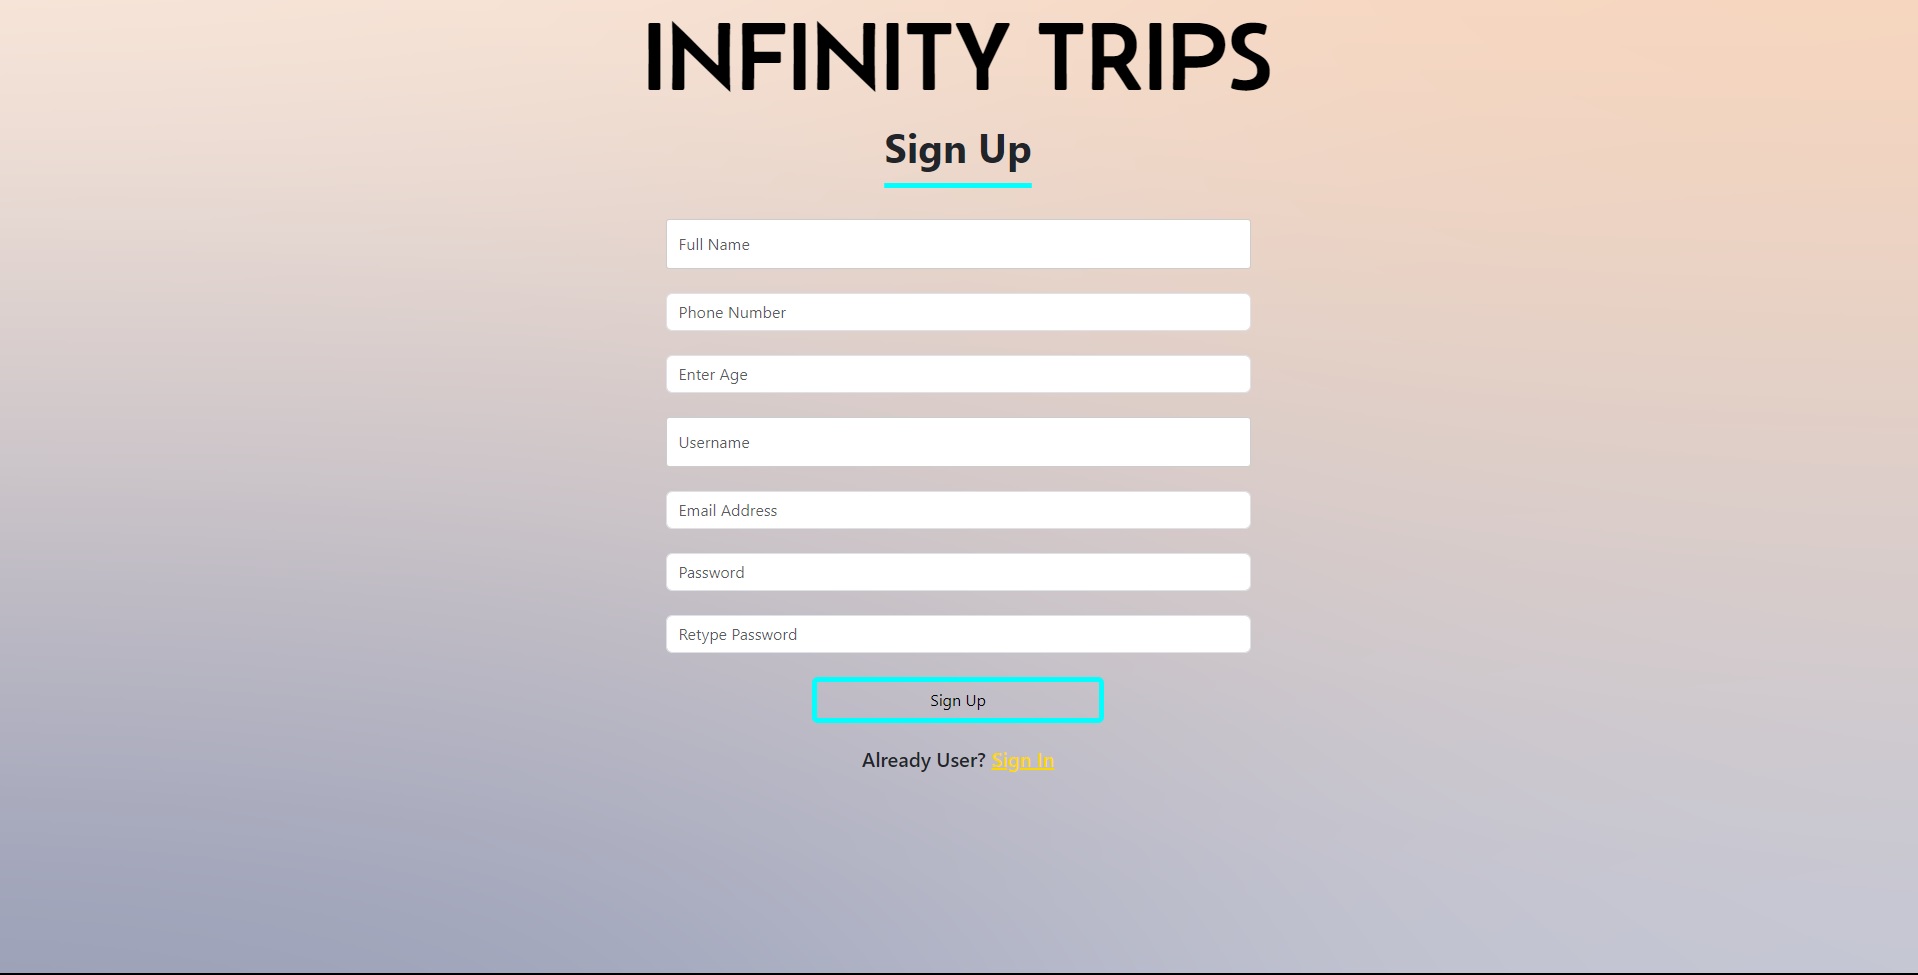 INFINITY TRIPS
Sign Up
Full Name
Phone Number
Enter Age
Username
Email Address
Password
Retype Password
Sign Up
Already User? Sign In